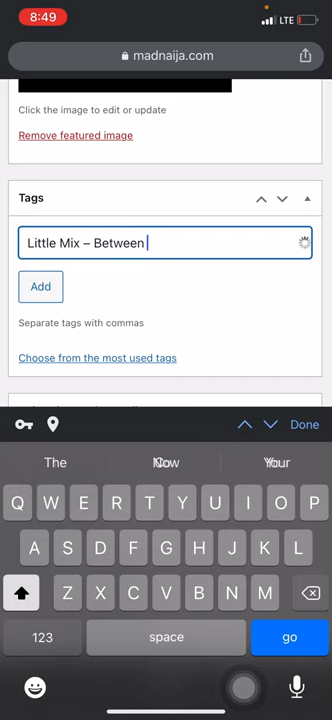 8:49
LTE
madnaija.com
Click the image to edit or update
Remove featured image
Tags
Little Mix – Between
Add
Separate tags with commas
Choose from the most used tags
Done
The
Your
Q W E R T Y U I O P
A S D F G H J K L
Z X C V B N M
123 space go